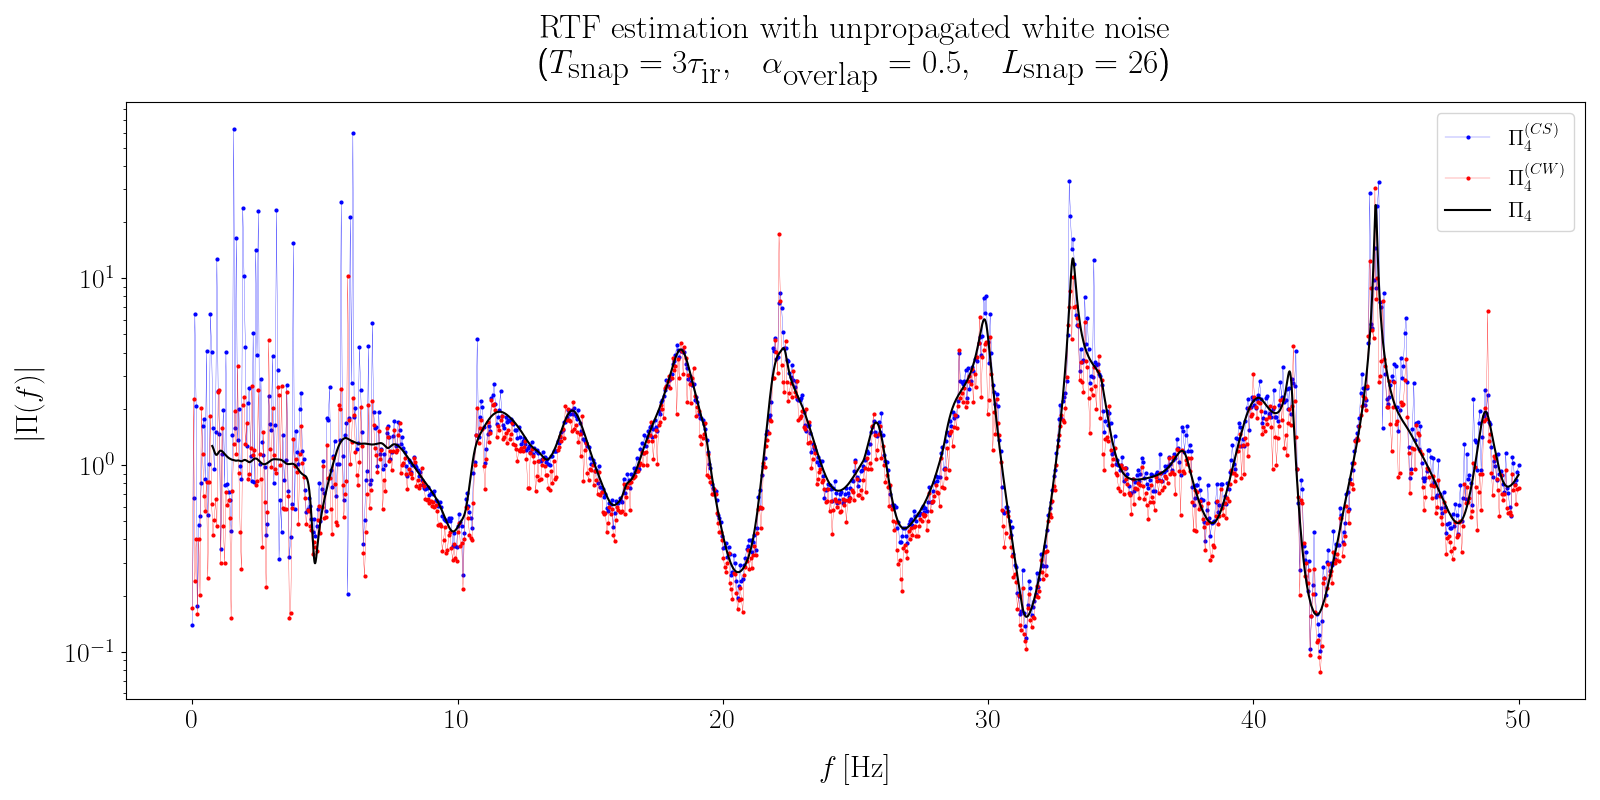 RTF estimation with unpropagated white noise
(T_snap = 3τ_ir, α_overlap = 0.5, L_snap = 26)
Π_4^(CS)
Π_4^(CW)
Π_4
|Π(f)|
10^1
10^0
10^−1
0 10 20 30 40 50
f [Hz]